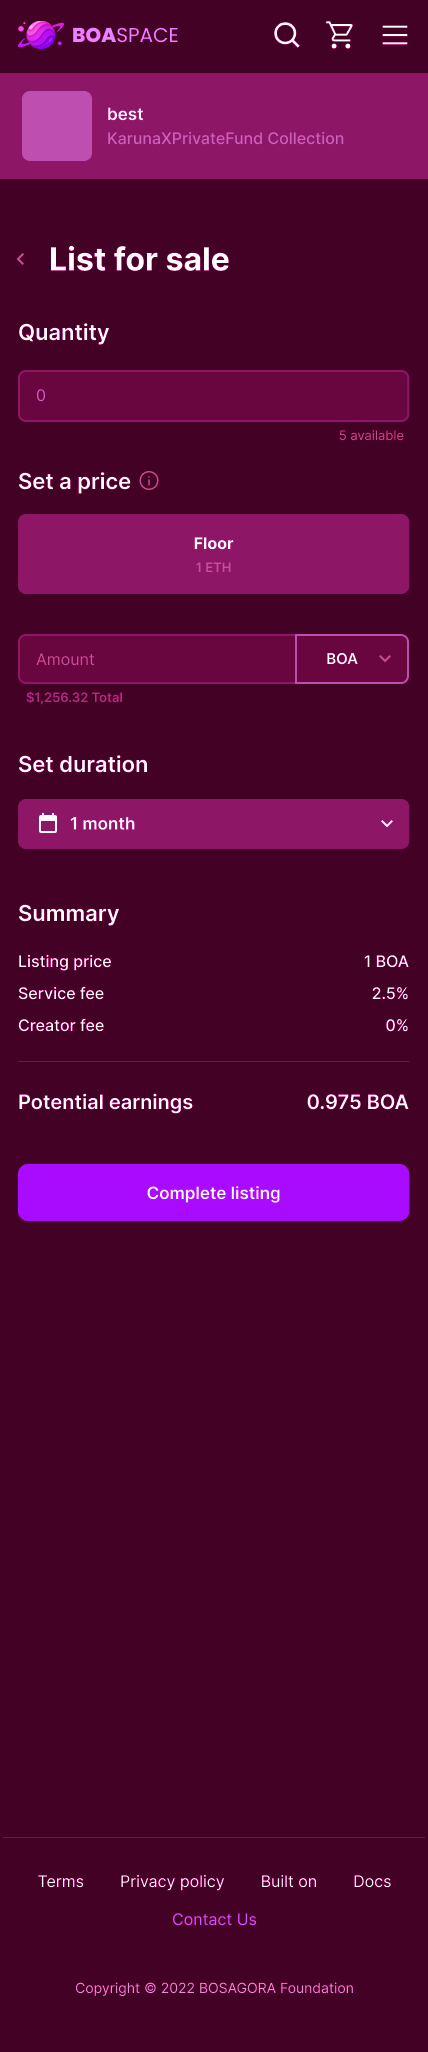 BOASPACE
best
KarunaXPrivateFund Collection
List for sale
Quantity
0
5 available
Set a price
Floor
1 ETH
Amount
BOA
$1,256.32 Total
Set duration
1 month
Summary
Listing price 1 BOA
Service fee 2.5%
Creator fee 0%
Potential earnings 0.975 BOA
Complete listing
Terms Privacy policy Built on Docs
Contact Us
Copyright © 2022 BOSAGORA Foundation